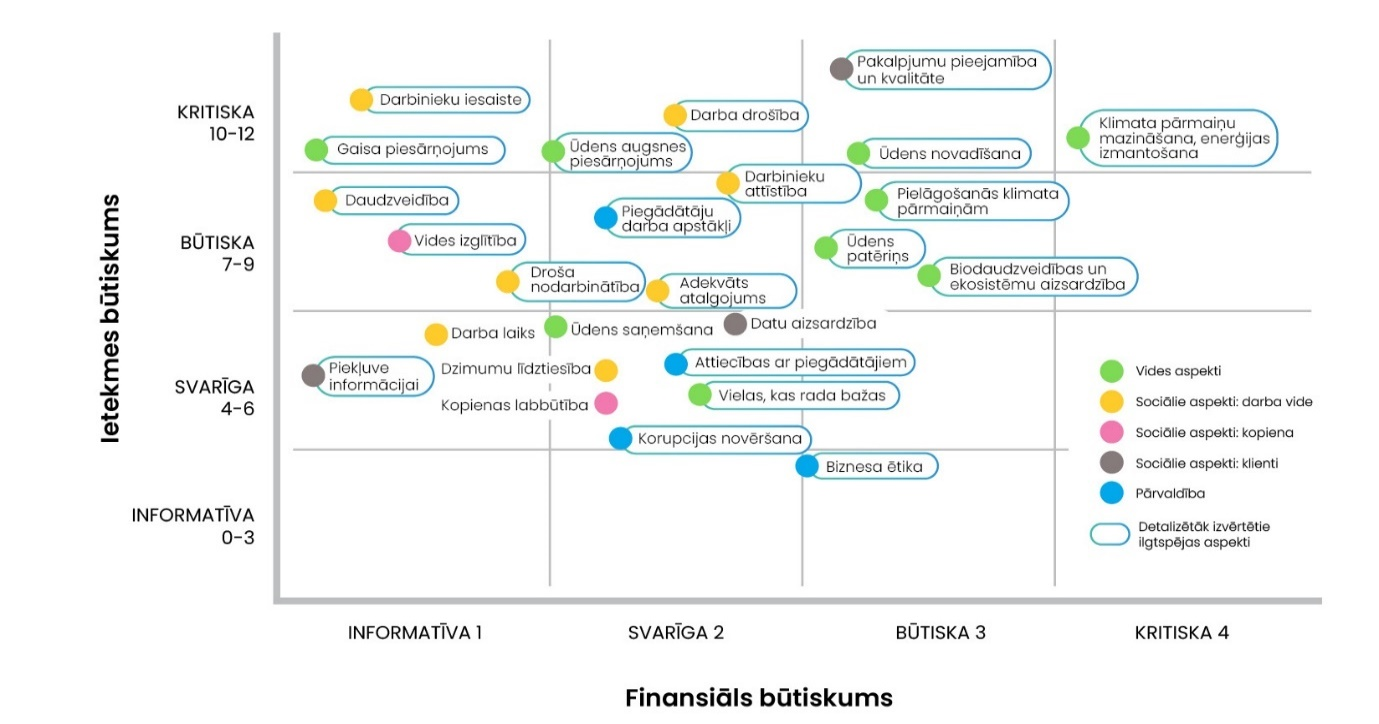 Pakalpjumu pieejamība
un kvalitāte
Darbinieku iesaiste
Darba drošība
KRITISKA
10-12
Klimata pārmaiņu
mazināšana, enerģijas
izmantošana
Gaisa piesārņojums
Ūdens augsnes
piesārņojums
Ūdens novadīšana
Darbinieku
attīstība
Daudzveidība
Piegādātāju
darba apstākļi
Pielāgošanās klimata
pārmaiņām
BŪTISKA
7-9
Vides izglītība
Ūdens
patēriņs
Droša
nodarbinātība
Adekvāts
atalgojums
Biodaudzveidības un
ekosistēmu aizsardzība
Ietekmes būtiskums
Darba laiks
Ūdens saņemšana
Datu aizsardzība
Piekļuve
informācijai
Dzimumu līdztiesība
Attiecības ar piegādātājiem
SVARĪGA
4-6
Kopienas labbūtība
Vielas, kas rada bažas
Korupcijas novēršana
Biznesa ētika
Vides aspekti
Sociālie aspekti: darba vide
Sociālie aspekti: kopiena
Sociālie aspekti: klienti
Pārvaldība
Detalizētāk izvērtētie
ilgtspējas aspekti
INFORMATĪVA
0-3
INFORMATĪVA 1
SVARĪGA 2
BŪTISKA 3
KRITISKA 4
Finansiāls būtiskums